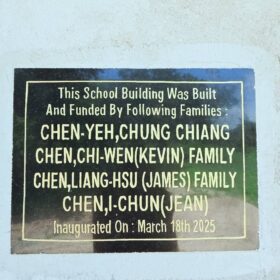 This School Building Was Built
And Funded By Following Families :
CHEN-YEH,CHUNG CHIANG
CHEN,CHI-WEN(KEVIN) FAMILY
CHEN,LIANG-HSU (JAMES) FAMILY
CHEN,I-CHUN(JEAN)
Inaugurated On : March 18th 2025